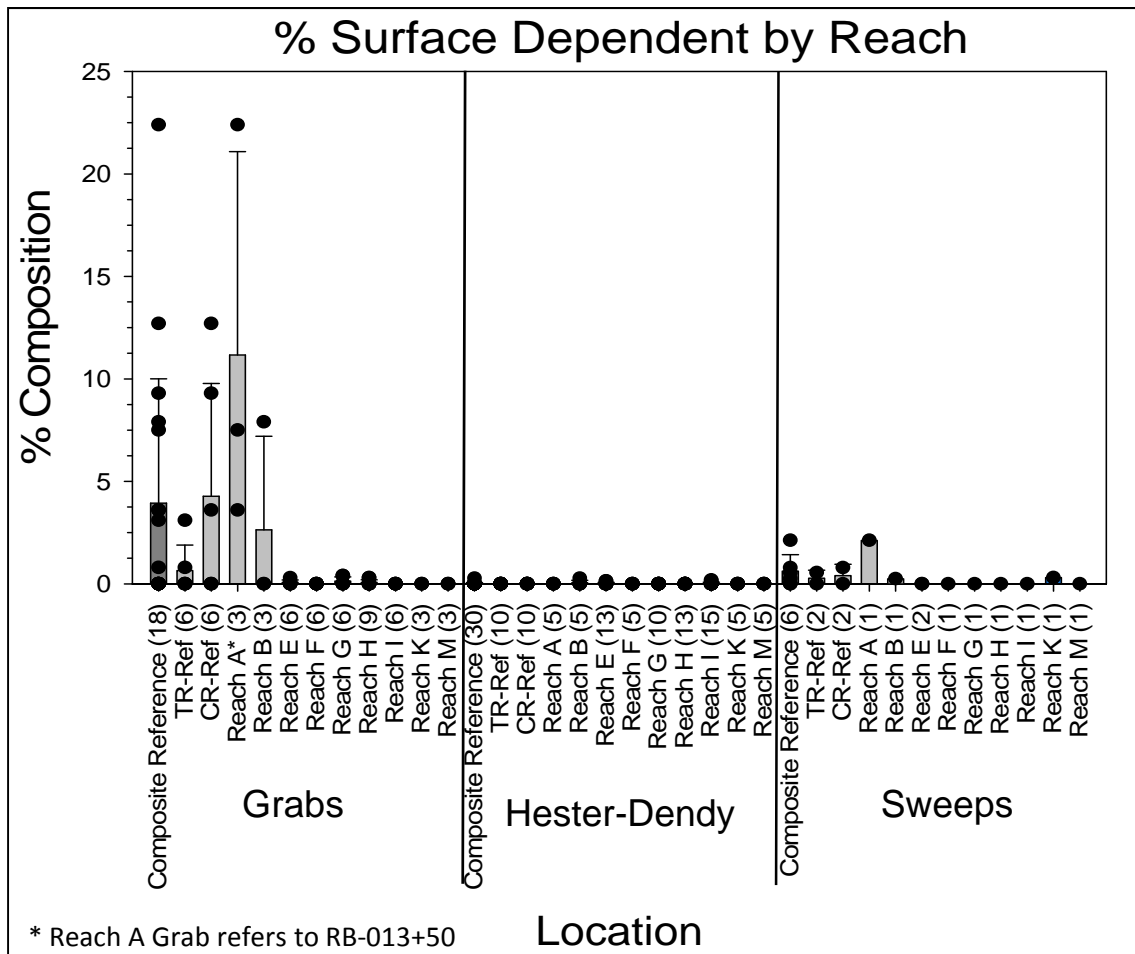 % Surface Dependent by Reach
% Composition
25
20
15
10
5
0
Composite Reference (18)
TR-Ref (6)
CR-Ref (6)
Reach A* (3)
Reach B (3)
Reach E (6)
Reach F (6)
Reach G (6)
Reach H (9)
Reach I (6)
Reach K (3)
Reach M (3)
Composite Reference (30)
TR-Ref (10)
CR-Ref (10)
Reach A (5)
Reach B (5)
Reach E (13)
Reach F (5)
Reach G (10)
Reach H (13)
Reach I (15)
Reach K (5)
Reach M (5)
Composite Reference (6)
TR-Ref (2)
CR-Ref (2)
Reach A (1)
Reach B (1)
Reach E (2)
Reach F (1)
Reach G (1)
Reach H (1)
Reach I (1)
Reach K (1)
Reach M (1)
Grabs
Hester-Dendy
Sweeps
Location
* Reach A Grab refers to RB-013+50